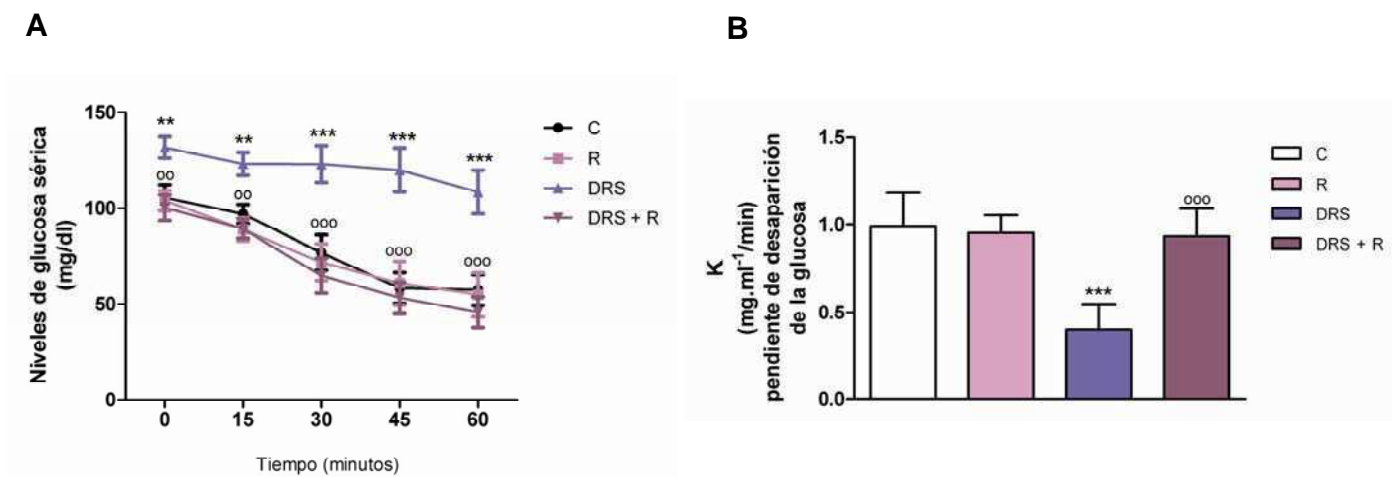 A
Niveles de glucosa sérica
(mg/dl)
150
100
50
0
**
**
***
***
***
oo
oo
ooo
ooo
ooo
0
15
30
45
60
Tiempo (minutos)
C
R
DRS
DRS + R
B
K
(mg.ml⁻¹/min)
pendiente de desaparición
de la glucosa
1.5
1.0
0.5
0.0
***
ooo
C
R
DRS
DRS + R